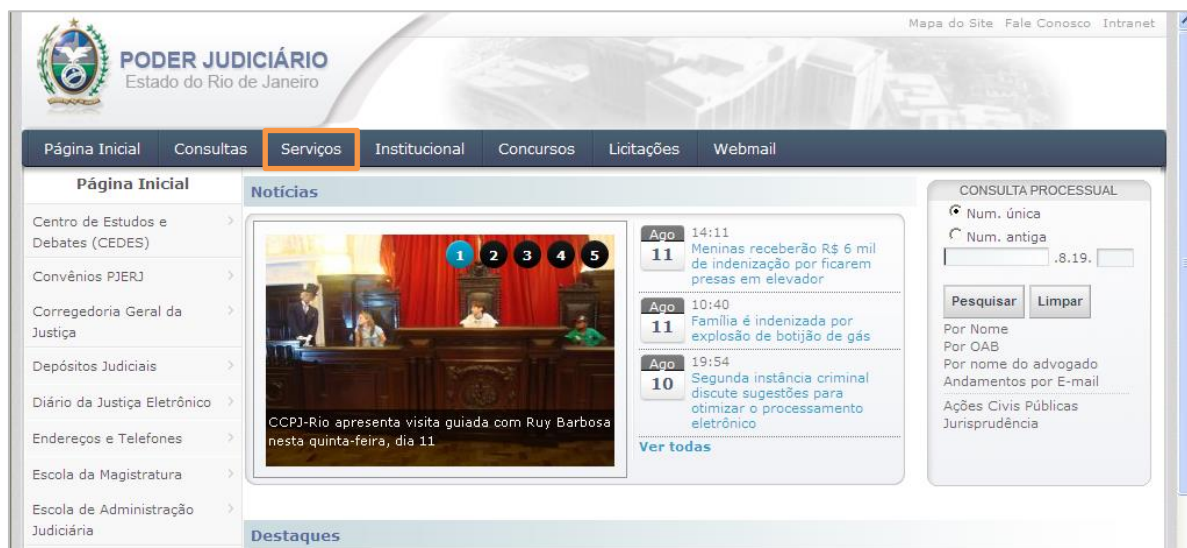 Mapa do Site Fale Conosco Intranet
PODER JUDICIÁRIO
Estado do Rio de Janeiro
Página Inicial Consultas Serviços Institucional Concursos Licitações Webmail
Página Inicial
Centro de Estudos e
Debates (CEDES)
Convênios PJERJ
Corregedoria Geral da
Justiça
Depósitos Judiciais
Diário da Justiça Eletrônico
Endereços e Telefones
Escola da Magistratura
Escola de Administração
Judiciária
Notícias
1 2 3 4 5
CCPJ-Rio apresenta visita guiada com Ruy Barbosa
nesta quinta-feira, dia 11
Ago 14:11
11 Meninas receberão R$ 6 mil
de indenização por ficarem
presas em elevador
Ago 10:40
11 Família é indenizada por
explosão de botijão de gás
Ago 19:54
10 Segunda instância criminal
discute sugestões para
otimizar o processamento
eletrônico
Ver todas
CONSULTA PROCESSUAL
Num. única
Num. antiga
.8.19.
Pesquisar Limpar
Por Nome
Por OAB
Por nome do advogado
Andamentos por E-mail
Ações Civis Públicas
Jurisprudência
Destaques